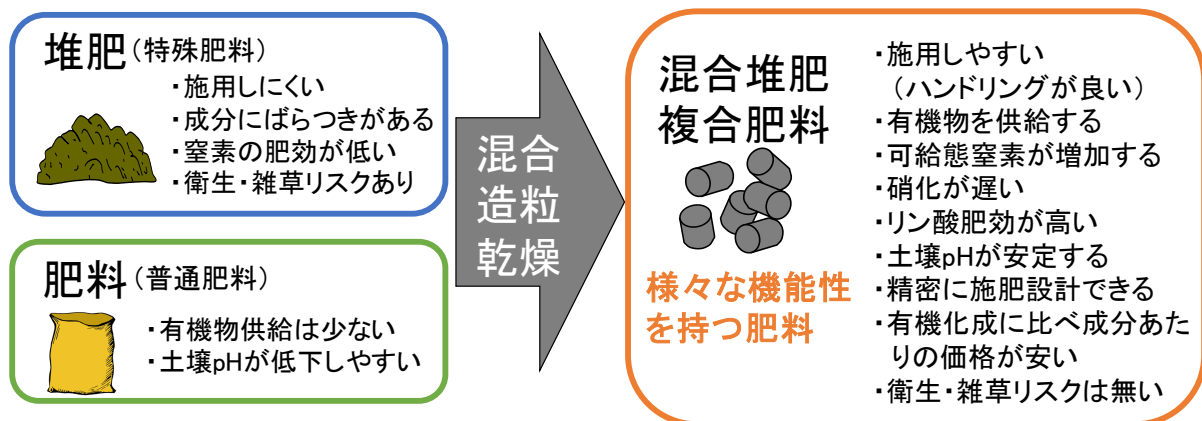 堆肥(特殊肥料)
・施用しにくい
・成分にばらつきがある
・窒素の肥効が低い
・衛生・雑草リスクあり
肥料(普通肥料)
・有機物供給は少ない
・土壌pHが低下しやすい
混合
造粒
乾燥
混合堆肥
複合肥料
様々な機能性
を持つ肥料
・施用しやすい
（ハンドリングが良い）
・有機物を供給する
・可給態窒素が増加する
・硝化が遅い
・リン酸肥効が高い
・土壌pHが安定する
・精密に施肥設計できる
・有機化成に比べ成分あた
りの価格が安い
・衛生・雑草リスクは無い